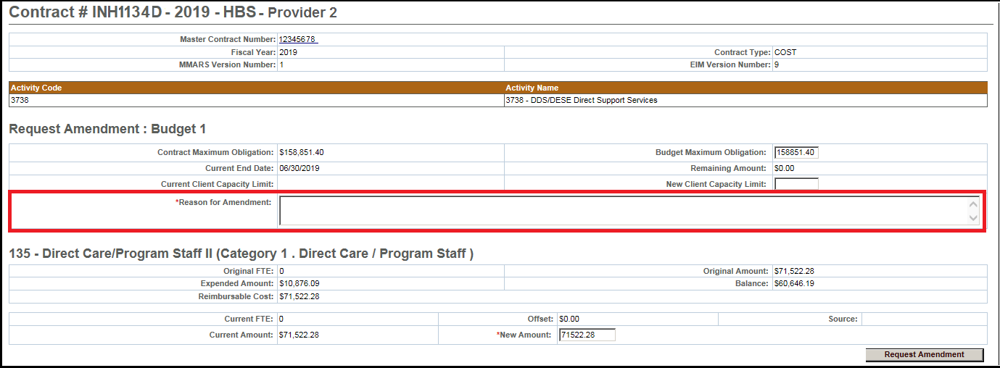 Contract # INH1134D - 2019 - HBS - Provider 2
Master Contract Number: 12345678
Fiscal Year: 2019 Contract Type: COST
MMARS Version Number: 1 EIM Version Number: 9
Activity Code Activity Name
3738 3738 - DDS/DESE Direct Support Services
Request Amendment : Budget 1
Contract Maximum Obligation: $158,851.40 Budget Maximum Obligation: 158851.40
Current End Date: 06/30/2019 Remaining Amount: $0.00
Current Client Capacity Limit: New Client Capacity Limit:
*Reason for Amendment:
135 - Direct Care/Program Staff II (Category 1 . Direct Care / Program Staff )
Original FTE: 0 Original Amount: $71,522.28
Expended Amount: $10,876.09 Balance: $60,646.19
Reimbursable Cost: $71,522.28
Current FTE: 0 Offset: $0.00 Source:
Current Amount: $71,522.28 *New Amount: 71522.28
Request Amendment